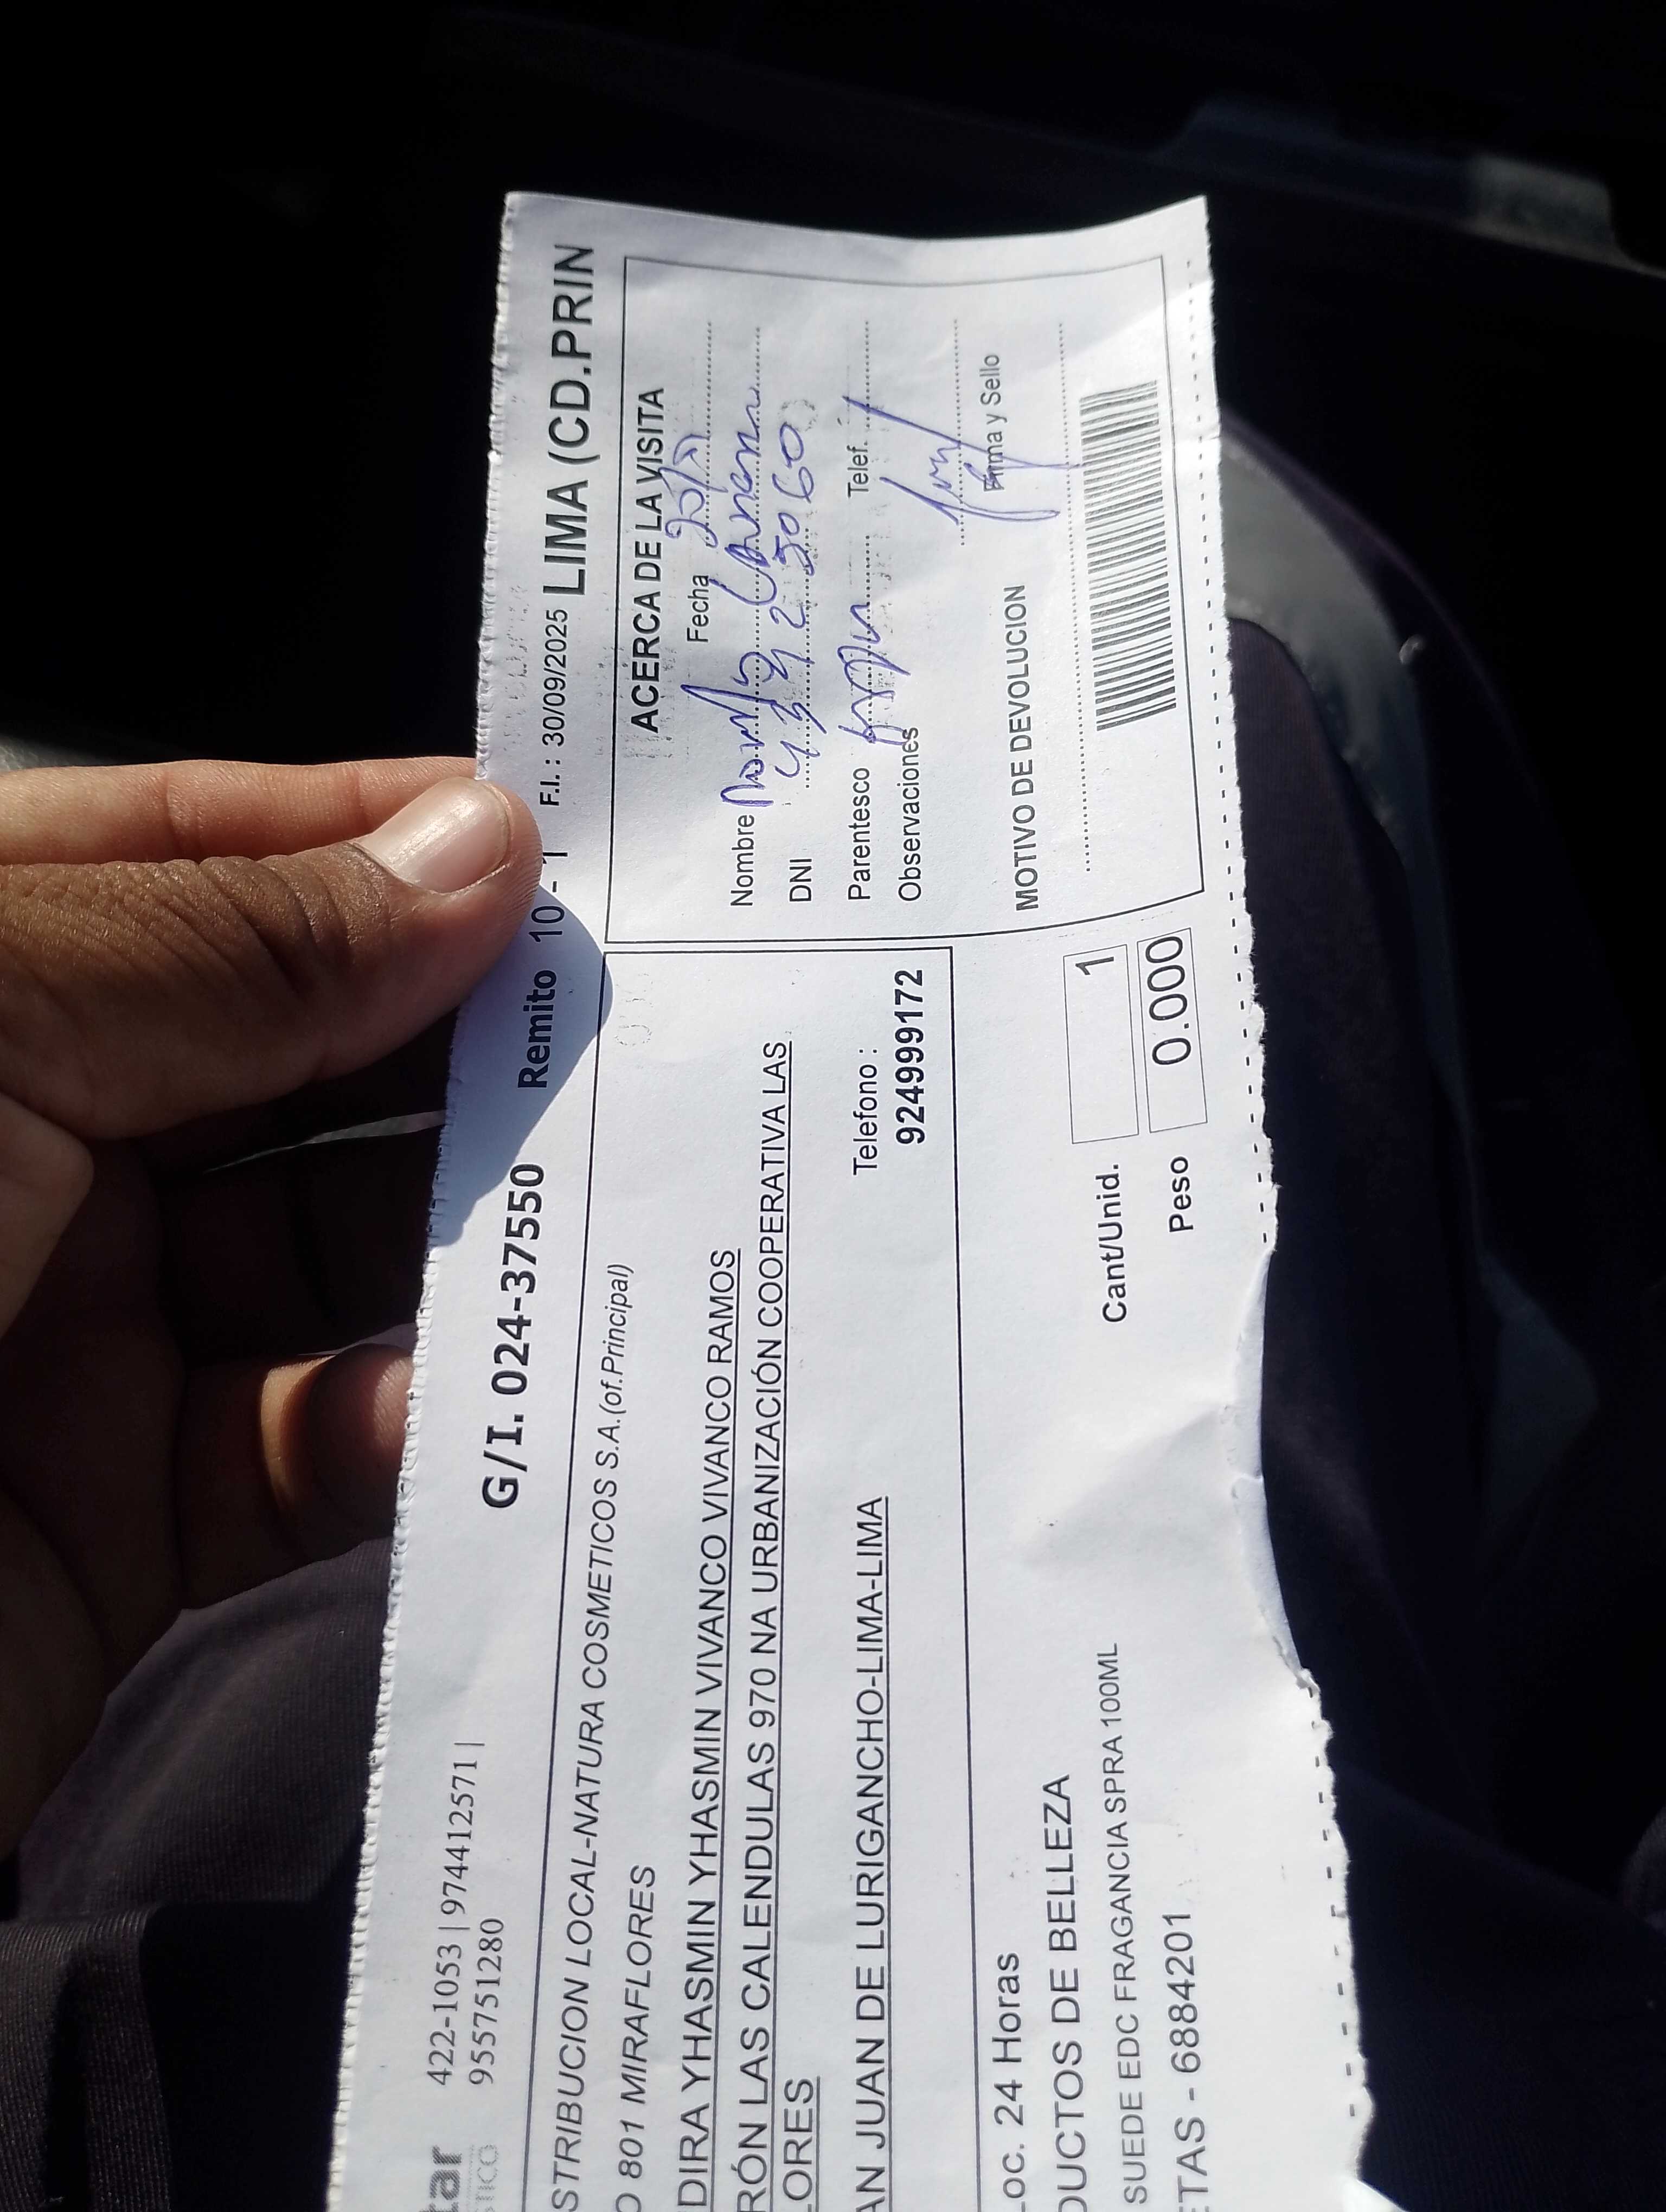 tar
422-1053 | 974412571 |
955751280
G/I. 024-37550
Remito 10 - 1
F.I. : 30/09/2025
LIMA (CD.PRIN
STRIBUCION LOCAL-NATURA COSMETICOS S.A.(of.Principal)
O 801 MIRAFLORES
DIRA YHASMIN YHASMIN VIVANCO VIVANCO RAMOS
RÓN LAS CALENDULAS 970 NA URBANIZACIÓN COOPERATIVA LAS
LORES
AN JUAN DE LURIGANCHO-LIMA-LIMA
Telefono :
924999172
oc. 24 Horas
DUCTOS DE BELLEZA
SUEDE EDC FRAGANCIA SPRA 100ML
ETAS - 6884201
Cant/Unid. 1
Peso 0.000
ACERCA DE LA VISITA
Fecha
Nombre
DNI
Parentesco
Telef.
Observaciones
Firma y Sello
MOTIVO DE DEVOLUCION